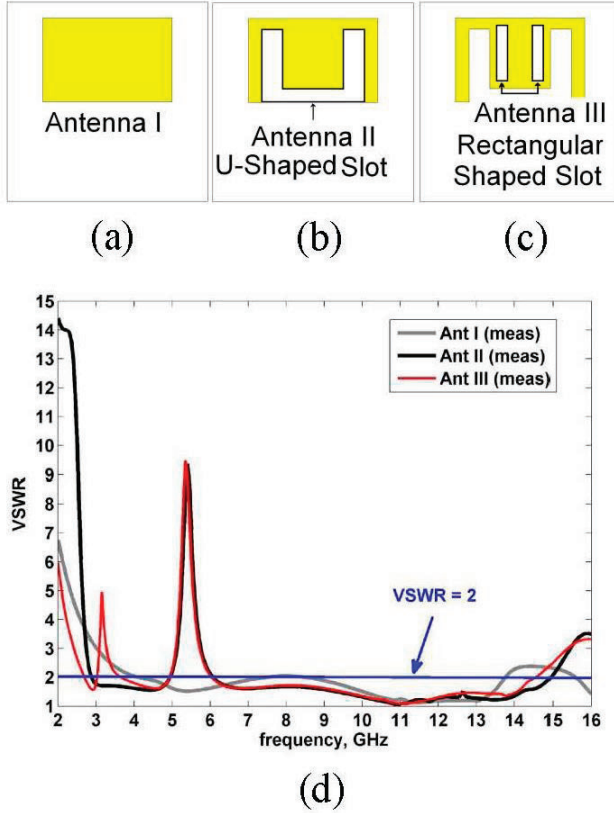 Antenna I
Antenna II
U-Shaped Slot
Antenna III
Rectangular
Shaped Slot
(a)
(b)
(c)
15
14
13
12
11
10
9
8
7
6
5
4
3
2
1
VSWR
Ant I (meas)
Ant II (meas)
Ant III (meas)
VSWR = 2
2 3 4 5 6 7 8 9 10 11 12 13 14 15 16
frequency, GHz
(d)